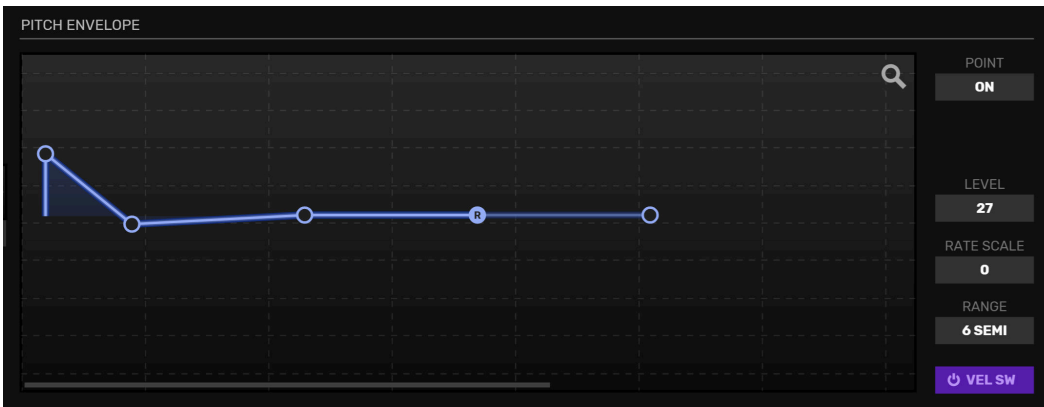 PITCH ENVELOPE
POINT
ON
LEVEL
27
RATE SCALE
0
RANGE
6 SEMI
VEL SW
R